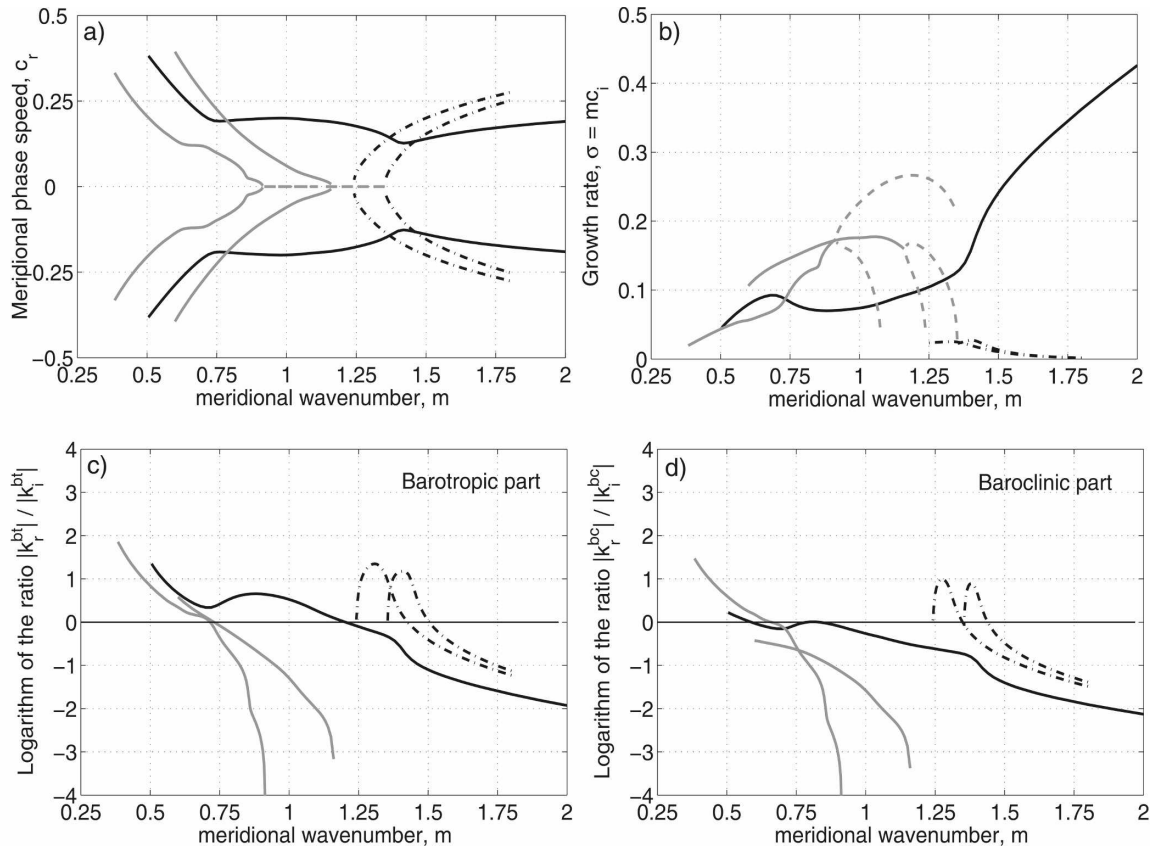 a)
Meridional phase speed, c_r
0.5
0.25
0
−0.25
−0.5
0.25 0.5 0.75 1 1.25 1.5 1.75 2
meridional wavenumber, m
b)
Growth rate, σ = mc_i
0.5
0.4
0.3
0.2
0.1
0
0.25 0.5 0.75 1 1.25 1.5 1.75 2
meridional wavenumber, m
c)
Barotropic part
Logarithm of the ratio |k_r^bt| / |k_i^bt|
4
3
2
1
0
−1
−2
−3
−4
0.25 0.5 0.75 1 1.25 1.5 1.75 2
meridional wavenumber, m
d)
Baroclinic part
Logarithm of the ratio |k_r^bc| / |k_i^bc|
4
3
2
1
0
−1
−2
−3
−4
0.25 0.5 0.75 1 1.25 1.5 1.75 2
meridional wavenumber, m